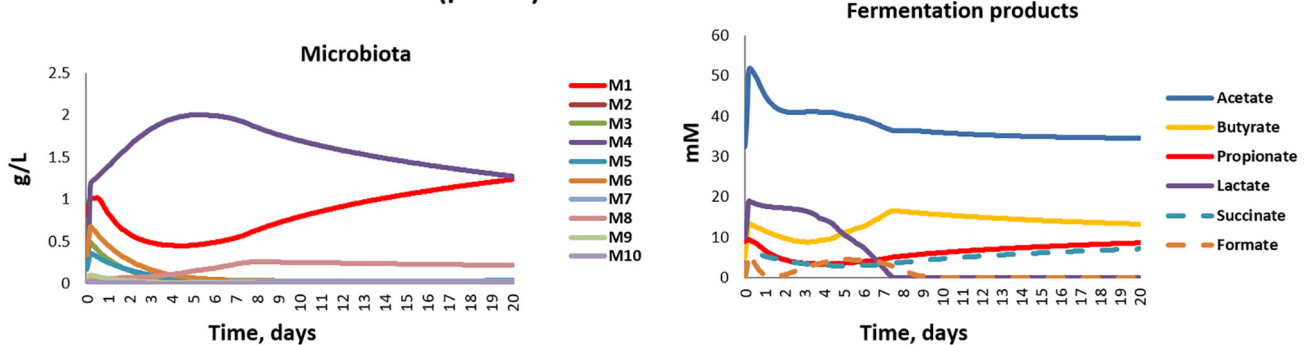 Microbiota
2.5
2
1.5
1
0.5
0
g/L
0 1 2 3 4 5 6 7 8 9 10 11 12 13 14 15 16 17 18 19 20
Time, days
M1
M2
M3
M4
M5
M6
M7
M8
M9
M10
Fermentation products
60
50
40
30
20
10
0
mM
0 1 2 3 4 5 6 7 8 9 10 11 12 13 14 15 16 17 18 19 20
Time, days
Acetate
Butyrate
Propionate
Lactate
Succinate
Formate